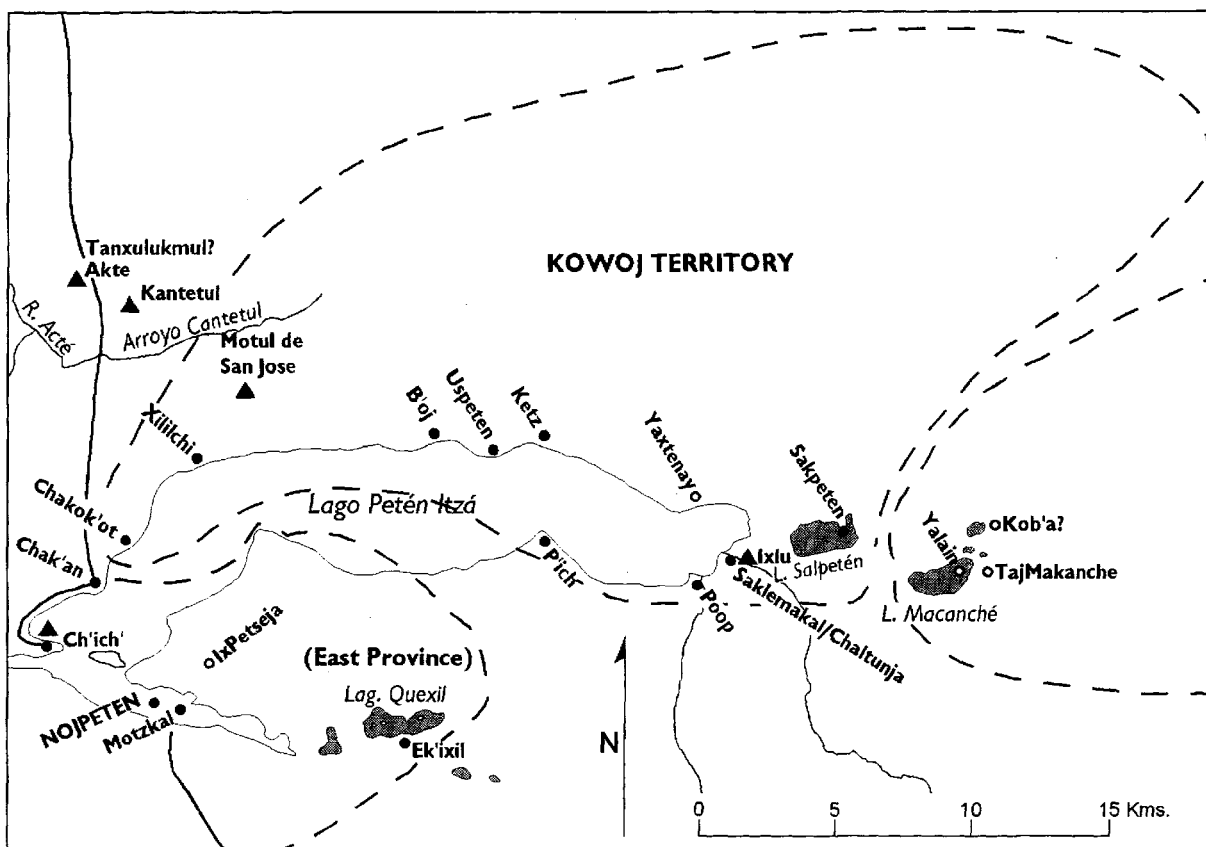 KOWOJ TERRITORY
Tanxulukmul?
Akte
Kantetul
R. Acté
Arroyo Cantetul
Motul de
San Jose
Xililchi
B'oj
Uspeten
Ketz
Yaxtenay
Sakpeten
Chakok'ot
Lago Petén Itzá
Chak'an
P'ich'
Ixlu
L. Salpetén
Yalain
Kob'a?
TajMakanche
L. Macanché
Saklemakal/Chaltunja
Póop
Ch'ich'
IxPetseja
(East Province)
Lag. Quexil
NOJPETEN
Motzkal
Ek'ixil
N
0 5 10 15 Kms.